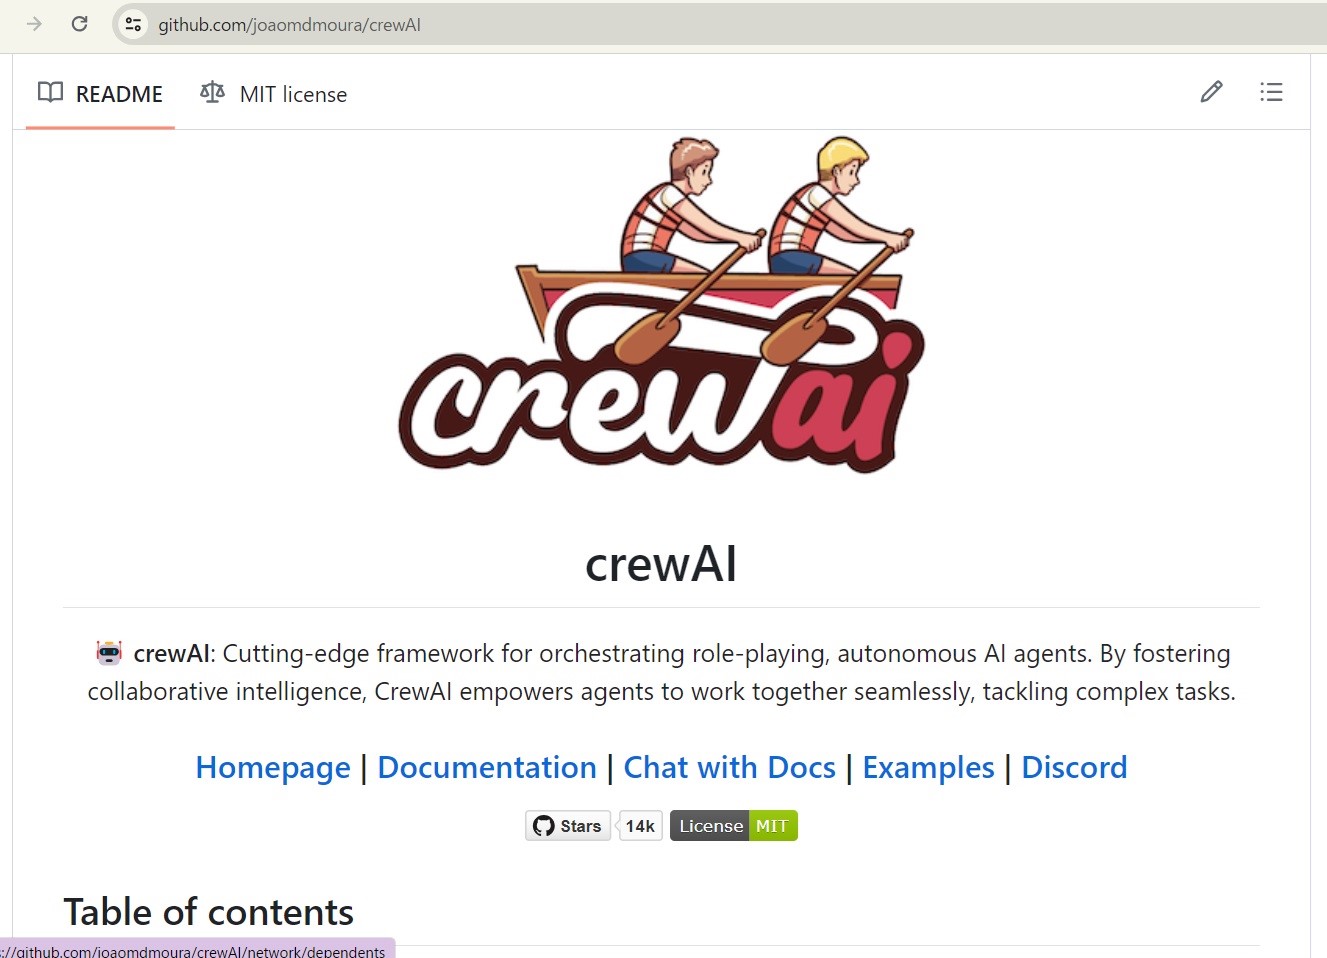 github.com/joaomdmoura/crewAI
README MIT license
crewai
crewAI
crewAI: Cutting-edge framework for orchestrating role-playing, autonomous AI agents. By fostering
collaborative intelligence, CrewAI empowers agents to work together seamlessly, tackling complex tasks.
Homepage | Documentation | Chat with Docs | Examples | Discord
Stars 14k License MIT
Table of contents
://github.com/joaomdmoura/crewAI/network/dependents